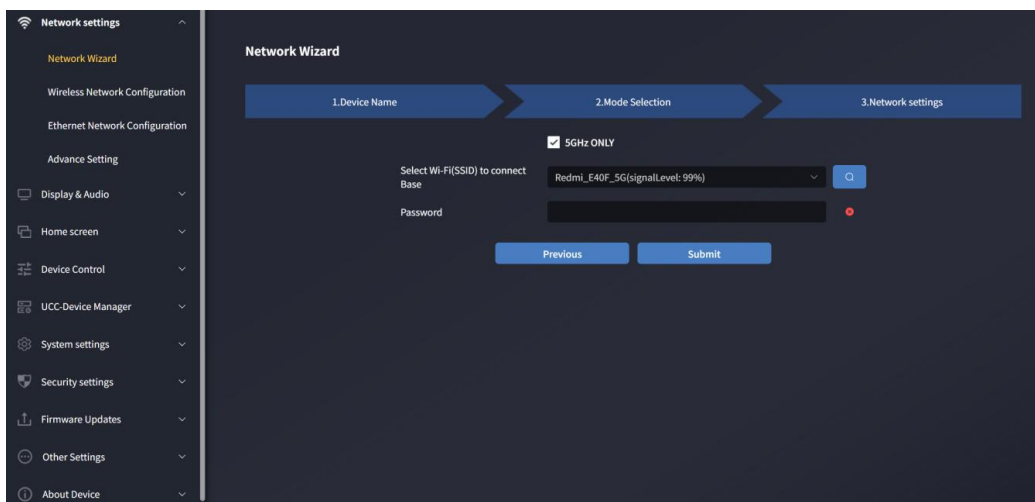 Network settings
Network Wizard
Wireless Network Configuration
Ethernet Network Configuration
Advance Setting
Display & Audio
Home screen
Device Control
UCC-Device Manager
System settings
Security settings
Firmware Updates
Other Settings
About Device
Network Wizard
1.Device Name
2.Mode Selection
3.Network settings
5GHz ONLY
Select Wi-Fi(SSID) to connect
Base
Redmi_E40F_5G(signalLevel: 99%)
Password
Previous
Submit